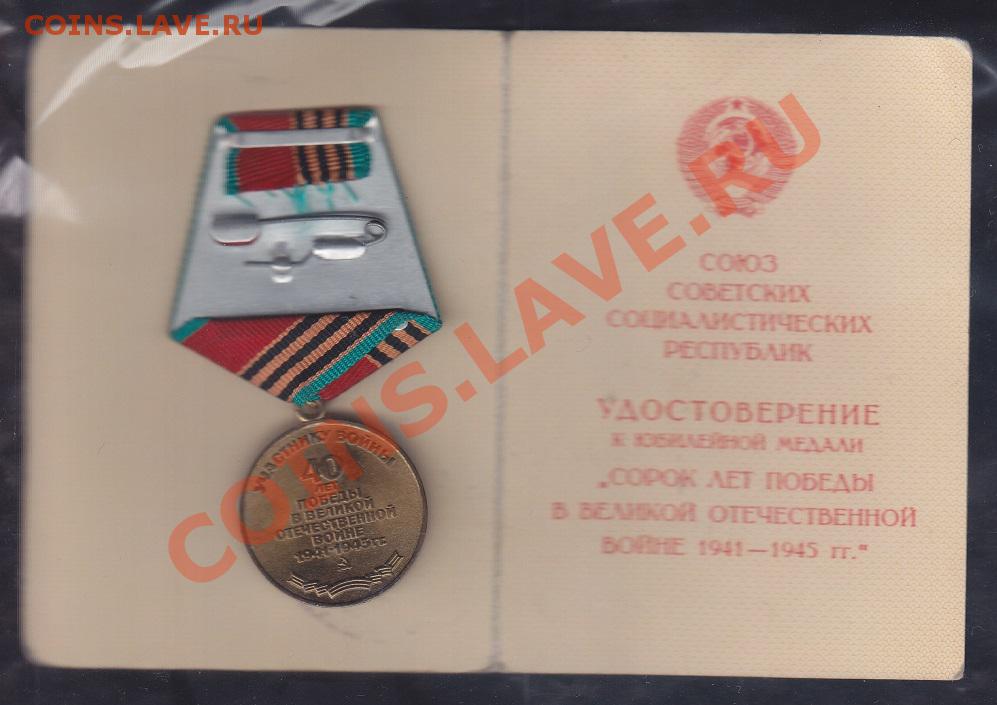 COINS.LAVE.RU
УЧАСТНИКУ ВОЙНЫ
40
ЛЕТ
ПОБЕДЫ
В ВЕЛИКОЙ
ОТЕЧЕСТВЕННОЙ
ВОЙНЕ
1941-1945 гг.
СОЮЗ
СОВЕТСКИХ
СОЦИАЛИСТИЧЕСКИХ
РЕСПУБЛИК
УДОСТОВЕРЕНИЕ
К ЮБИЛЕЙНОЙ МЕДАЛИ
„СОРОК ЛЕТ ПОБЕДЫ
В ВЕЛИКОЙ ОТЕЧЕСТВЕННОЙ
ВОЙНЕ 1941—1945 гг."
COINS.LAVE.RU